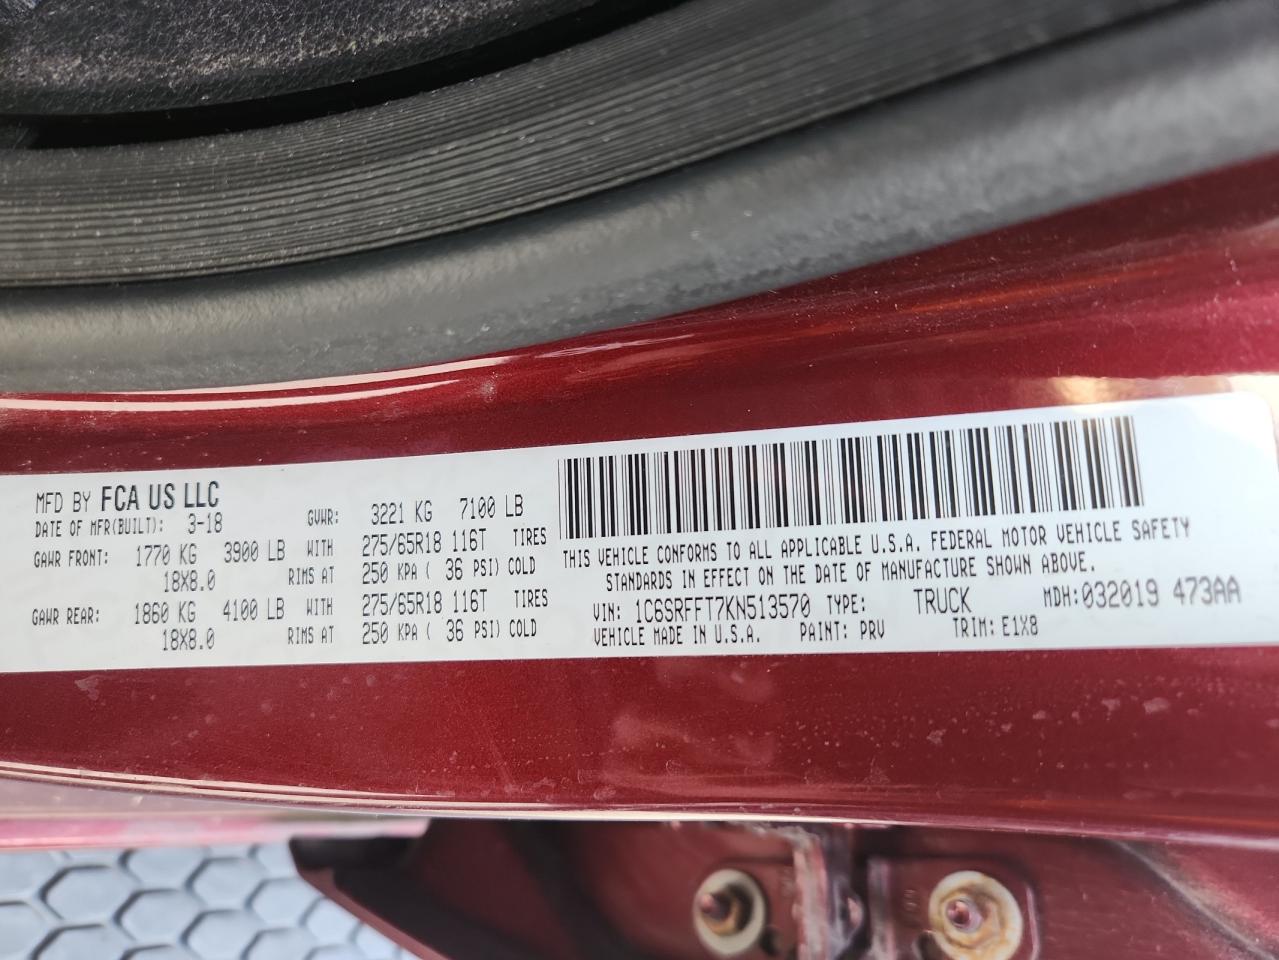 MFD BY FCA US LLC
DATE OF MFR(BUILT): 3-18 GVWR: 3221 KG 7100 LB
GAWR FRONT: 1770 KG 3900 LB WITH 275/65R18 116T TIRES
18X8.0 RIMS AT 250 KPA ( 36 PSI) COLD
GAWR REAR: 1860 KG 4100 LB WITH 275/65R18 116T TIRES
18X8.0 RIMS AT 250 KPA ( 36 PSI) COLD
THIS VEHICLE CONFORMS TO ALL APPLICABLE U.S.A. FEDERAL MOTOR VEHICLE SAFETY
STANDARDS IN EFFECT ON THE DATE OF MANUFACTURE SHOWN ABOVE.
VIN: 1C6SRFFT7KN513570 TYPE: TRUCK MDH: 032019 473AA
VEHICLE MADE IN U.S.A. PAINT: PRV TRIM: E1X8